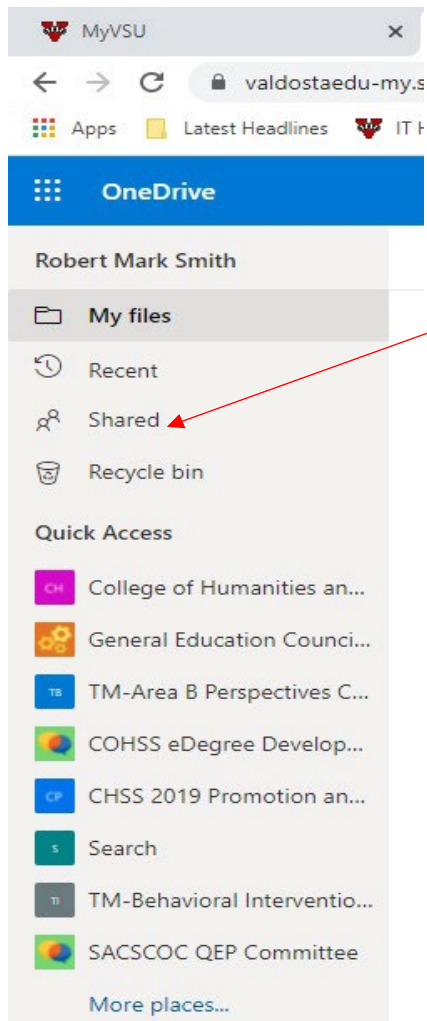 MyVSU
valdostaedu-my.s
Apps Latest Headlines IT H
OneDrive
Robert Mark Smith
My files
Recent
Shared
Recycle bin
Quick Access
CH College of Humanities an...
General Education Counci...
TB TM-Area B Perspectives C...
COHSS eDegree Develop...
CP CHSS 2019 Promotion an...
S Search
TI TM-Behavioral Interventio...
SACSCOC QEP Committee
More places...